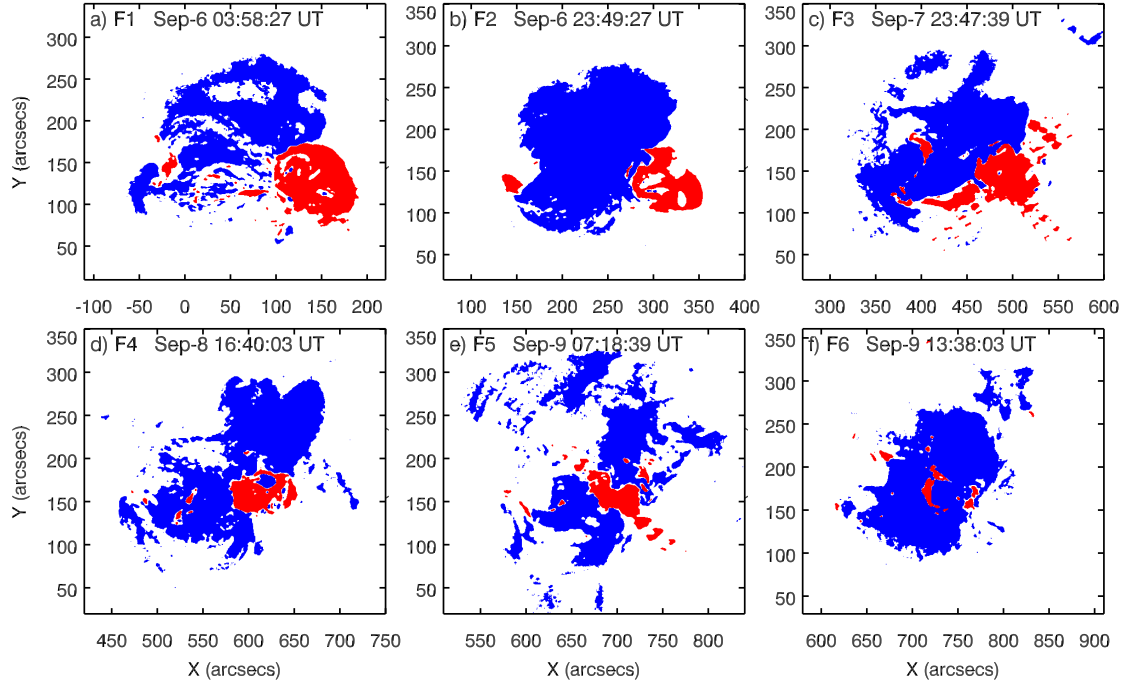 a) F1 Sep-6 03:58:27 UT
b) F2 Sep-6 23:49:27 UT
c) F3 Sep-7 23:47:39 UT
Y (arcsecs)
300
250
200
150
100
50
300
250
200
150
100
50
300
250
200
150
100
50
-100 -50 0 50 100 150 200
100 150 200 250 300 350 400
300 350 400 450 500 550 600
d) F4 Sep-8 16:40:03 UT
e) F5 Sep-9 07:18:39 UT
f) F6 Sep-9 13:38:03 UT
Y (arcsecs)
350
300
250
200
150
100
50
350
300
250
200
150
100
50
350
300
250
200
150
100
50
450 500 550 600 650 700 750
550 600 650 700 750 800
600 650 700 750 800 850 900
X (arcsecs)
X (arcsecs)
X (arcsecs)